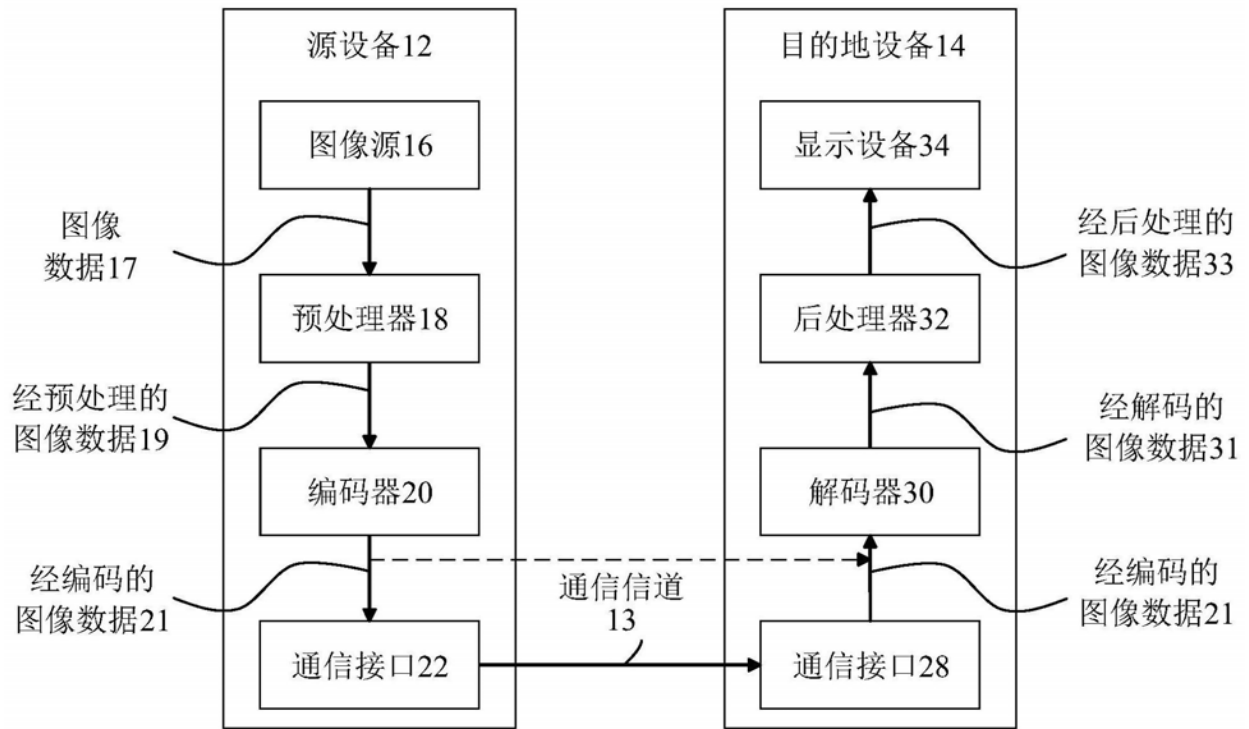 源设备12
目的地设备14
图像源16
显示设备34
图像
数据17
经后处理的
图像数据33
预处理器18
后处理器32
经预处理的
图像数据19
经解码的
图像数据31
编码器20
解码器30
经编码的
图像数据21
通信信道
13
经编码的
图像数据21
通信接口22
通信接口28